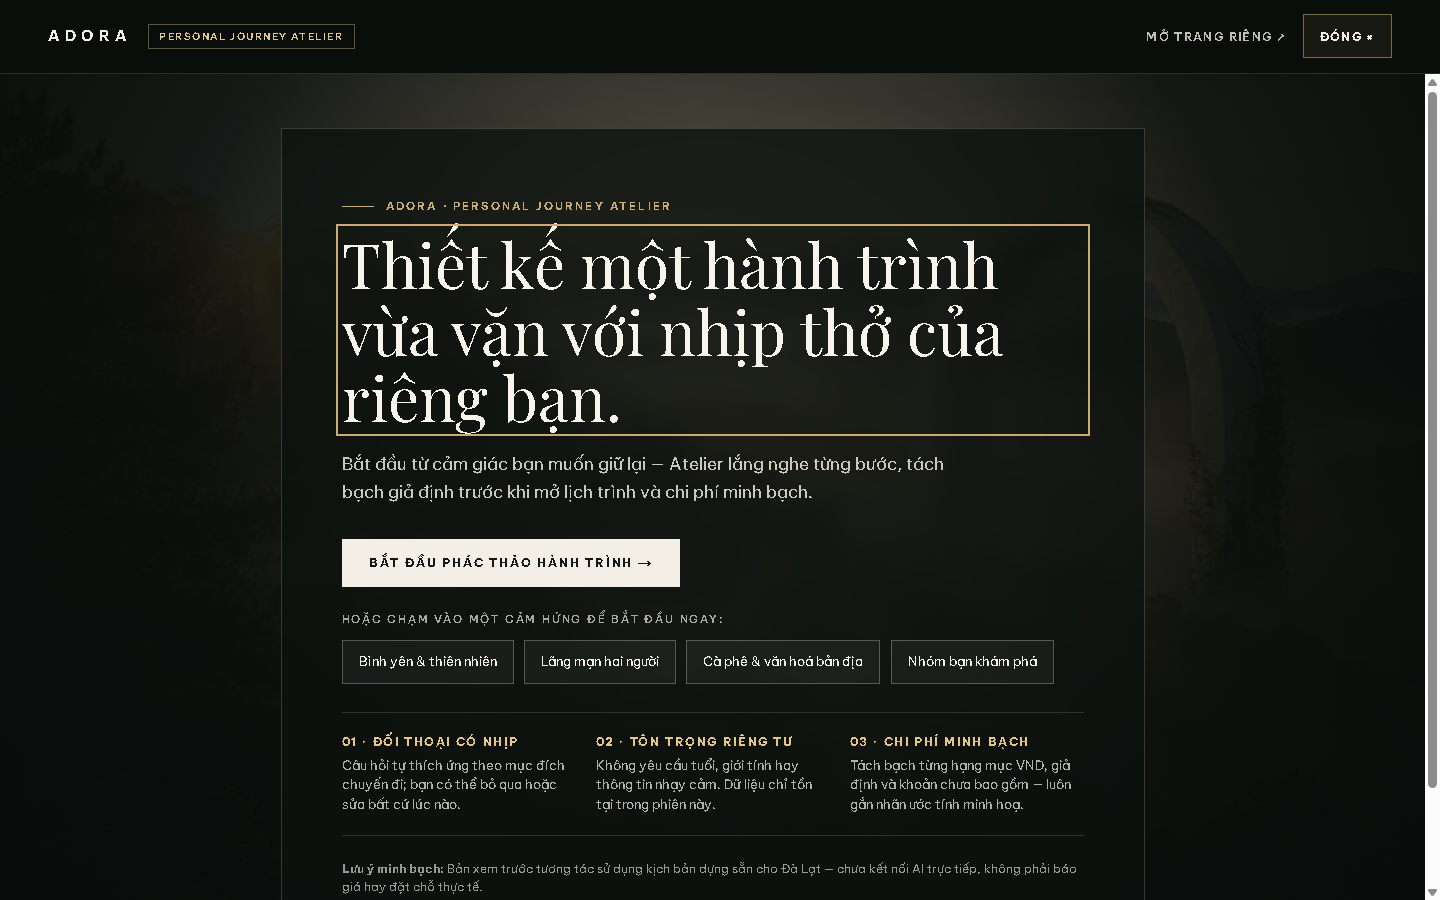 ADORA
PERSONAL JOURNEY ATELIER
MỞ TRANG RIÊNG ↗
ĐÓNG ×
ADORA · PERSONAL JOURNEY ATELIER
Thiết kế một hành trình
vừa vặn với nhịp thở của
riêng bạn.
Bắt đầu từ cảm giác bạn muốn giữ lại — Atelier lắng nghe từng bước, tách
bạch giả định trước khi mở lịch trình và chi phí minh bạch.
BẮT ĐẦU PHÁC THẢO HÀNH TRÌNH →
HOẶC CHẠM VÀO MỘT CẢM HỨNG ĐỂ BẮT ĐẦU NGAY:
Bình yên & thiên nhiên
Lãng mạn hai người
Cà phê & văn hoá bản địa
Nhóm bạn khám phá
01 · ĐỐI THOẠI CÓ NHỊP
Câu hỏi tự thích ứng theo mục đích
chuyến đi; bạn có thể bỏ qua hoặc
sửa bất cứ lúc nào.
02 · TÔN TRỌNG RIÊNG TƯ
Không yêu cầu tuổi, giới tính hay
thông tin nhạy cảm. Dữ liệu chỉ tồn
tại trong phiên này.
03 · CHI PHÍ MINH BẠCH
Tách bạch từng hạng mục VND, giả
định và khoản chưa bao gồm — luôn
gắn nhãn ước tính minh hoạ.
Lưu ý minh bạch: Bản xem trước tương tác sử dụng kịch bản dựng sẵn cho Đà Lạt — chưa kết nối AI trực tiếp, không phải báo
giá hay đặt chỗ thực tế.